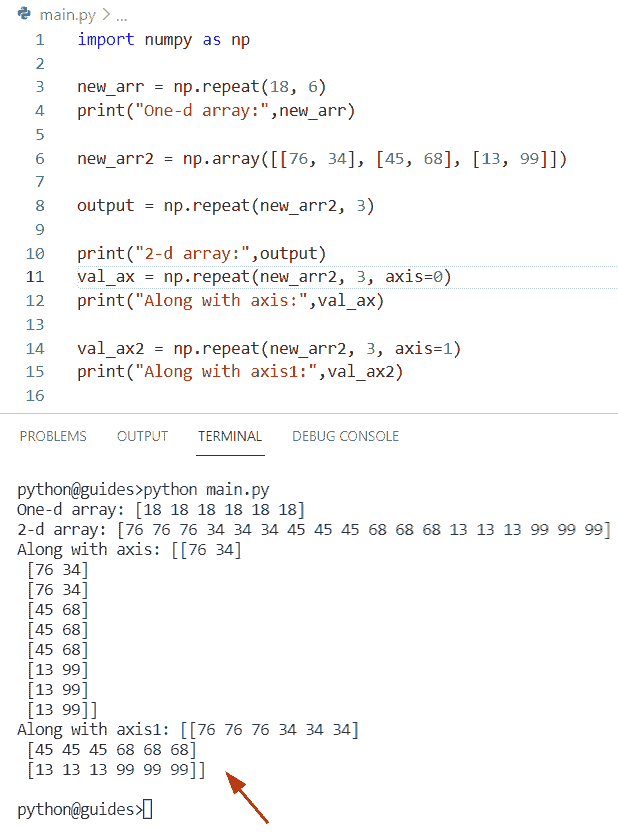 main.py > ...
1 import numpy as np
2
3 new_arr = np.repeat(18, 6)
4 print("One-d array:",new_arr)
5
6 new_arr2 = np.array([[76, 34], [45, 68], [13, 99]])
7
8 output = np.repeat(new_arr2, 3)
9
10 print("2-d array:",output)
11 val_ax = np.repeat(new_arr2, 3, axis=0)
12 print("Along with axis:",val_ax)
13
14 val_ax2 = np.repeat(new_arr2, 3, axis=1)
15 print("Along with axis1:",val_ax2)
16
PROBLEMS OUTPUT TERMINAL DEBUG CONSOLE
python@guides>python main.py
One-d array: [18 18 18 18 18 18]
2-d array: [76 76 76 34 34 34 45 45 45 68 68 68 13 13 13 99 99 99]
Along with axis: [[76 34]
[76 34]
[76 34]
[45 68]
[45 68]
[45 68]
[13 99]
[13 99]
[13 99]]
Along with axis1: [[76 76 76 34 34 34]
[45 45 45 68 68 68]
[13 13 13 99 99 99]]
python@guides>